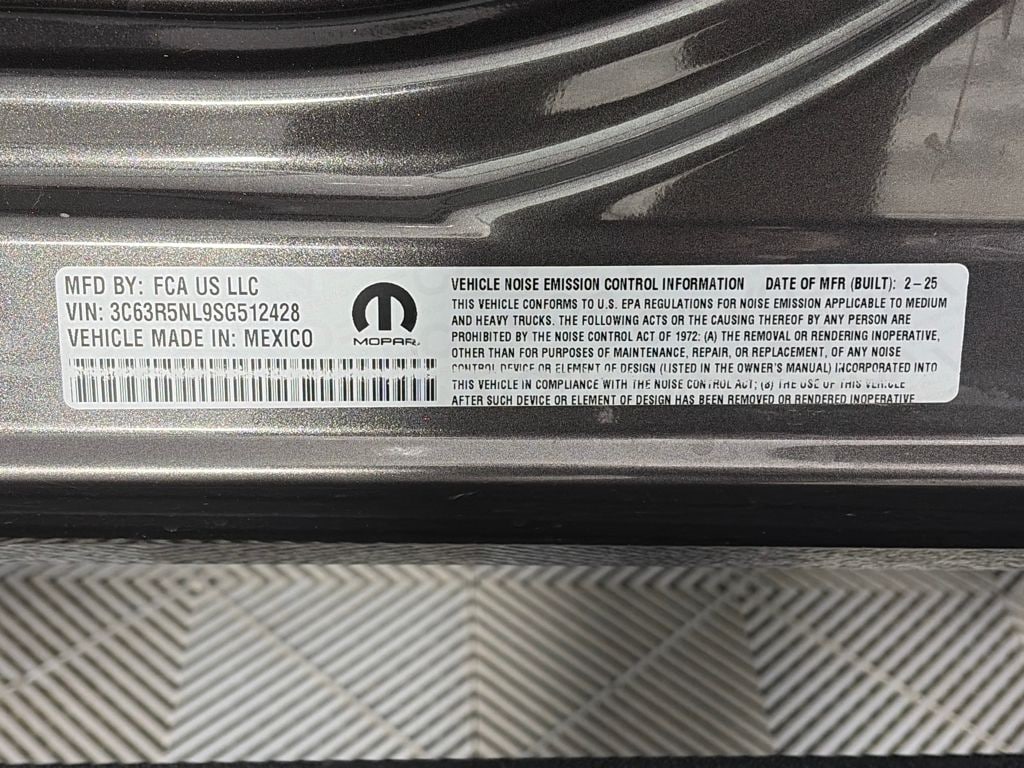 MFD BY: FCA US LLC
VIN: 3C63R5NL9SG512428
VEHICLE MADE IN: MEXICO
MOPAR
VEHICLE NOISE EMISSION CONTROL INFORMATION DATE OF MFR (BUILT): 2-25
THIS VEHICLE CONFORMS TO U.S. EPA REGULATIONS FOR NOISE EMISSION APPLICABLE TO MEDIUM
AND HEAVY TRUCKS. THE FOLLOWING ACTS OR THE CAUSING THEREOF BY ANY PERSON ARE
PROHIBITED BY THE NOISE CONTROL ACT OF 1972: (A) THE REMOVAL OR RENDERING INOPERATIVE,
OTHER THAN FOR PURPOSES OF MAINTENANCE, REPAIR, OR REPLACEMENT, OF ANY NOISE
CONTROL DEVICE OR ELEMENT OF DESIGN (LISTED IN THE OWNER'S MANUAL) INCORPORATED INTO
THIS VEHICLE IN COMPLIANCE WITH THE NOISE CONTROL ACT; (B) THE USE OF THIS VEHICLE
AFTER SUCH DEVICE OR ELEMENT OF DESIGN HAS BEEN REMOVED OR RENDERED INOPERATIVE